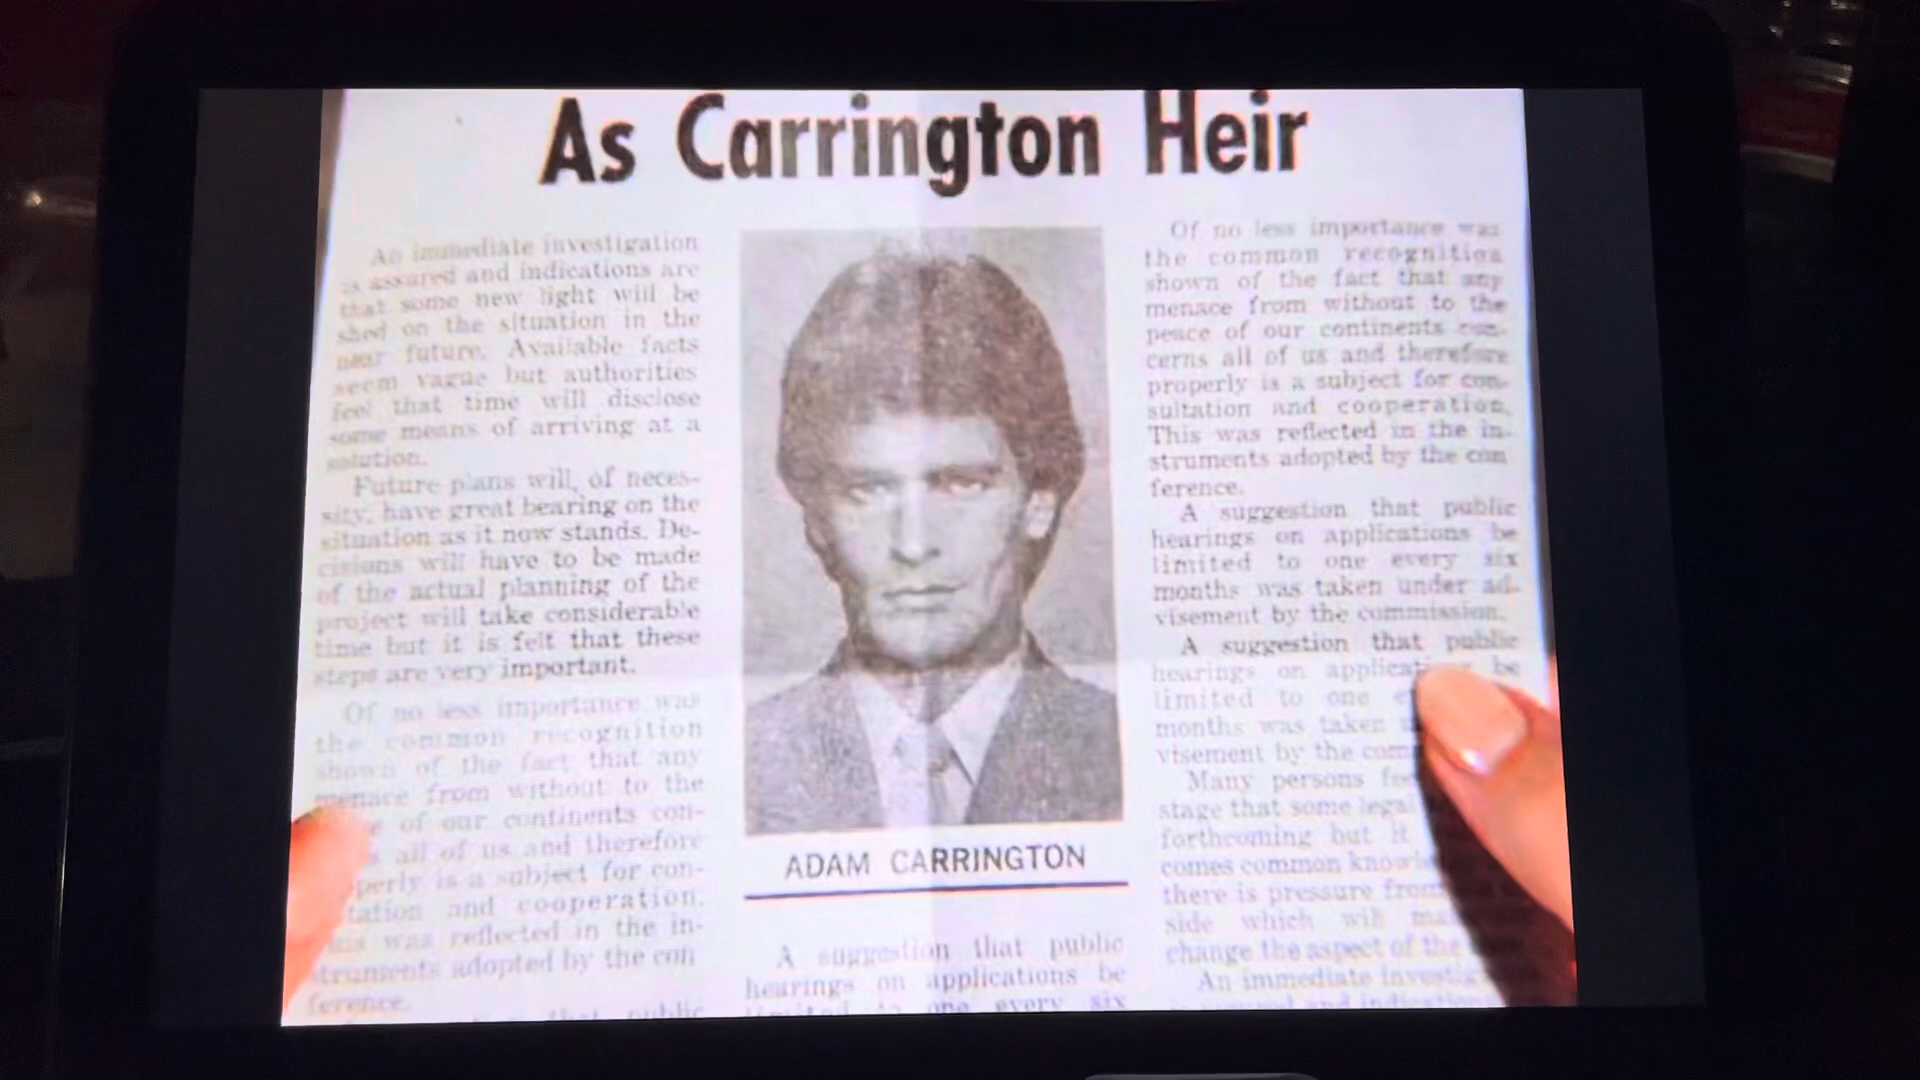 As Carrington Heir
An immediate investigation
is assured and indications are
that some new light will be
shed on the situation in the
near future. Available facts
seem vague but authorities
feel that time will disclose
some means of arriving at a
solution.
Future plans will, of neces-
sity, have great bearing on the
situation as it now stands. De-
cisions will have to be made
of the actual planning of the
project will take considerable
time but it is felt that these
steps are very important.
Of no less importance was
the common recognition
shown of the fact that any
menace from without to the
of our continents con-
all of us and therefore
perly is a subject for con-
tation and cooperation.
his was reflected in the in-
struments adopted by the con
ference.
that public
ADAM CARRINGTON
A suggestion that public
hearings on applications be
limited to one every six
Of no less importance was
the common recognition
shown of the fact that any
menace from without to the
peace of our continents con-
cerns all of us and therefore
properly is a subject for con-
sultation and cooperation.
This was reflected in the in-
struments adopted by the con
ference.
A suggestion that public
hearings on applications be
limited to one every six
months was taken under ad-
visement by the commission.
A suggestion that public
hearings on be
limited to one
months was taken
visement by the com
Many persons
stage that some legal
forthcoming but it
comes common
there is pressure from
side which will
change the aspect of the
An immediate